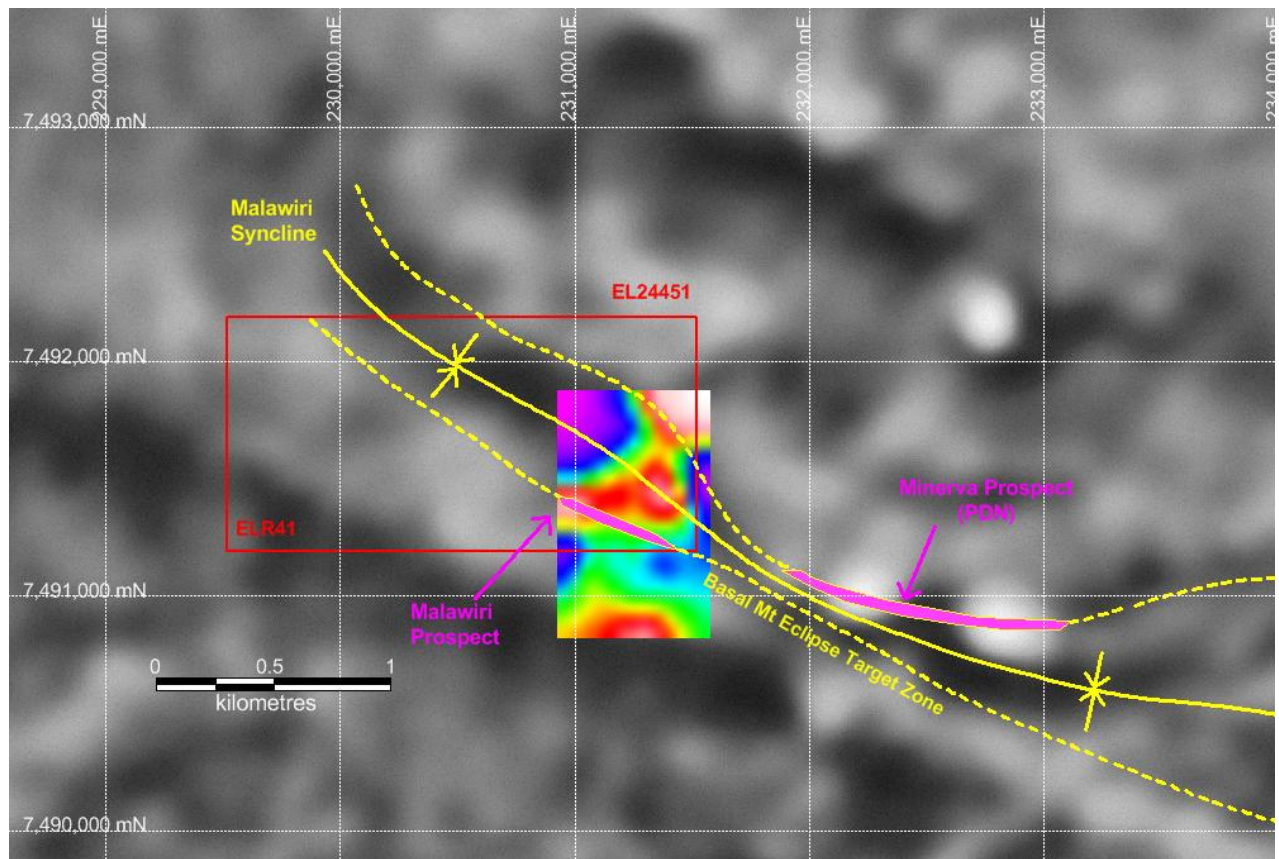 229,000.mE
230,000.mE
231,000.mE
232,000.mE
233,000.mE
234,000.mE
7,493,000 mN
Malawiri
Syncline
EL24451
7,492,000 mN
Minerva Prospect
(PDN)
ELR41
Malawiri
Prospect
7,491,000 mN
Basal Mt Eclipse Target Zone
0 0.5 1
kilometres
7,490,000 mN